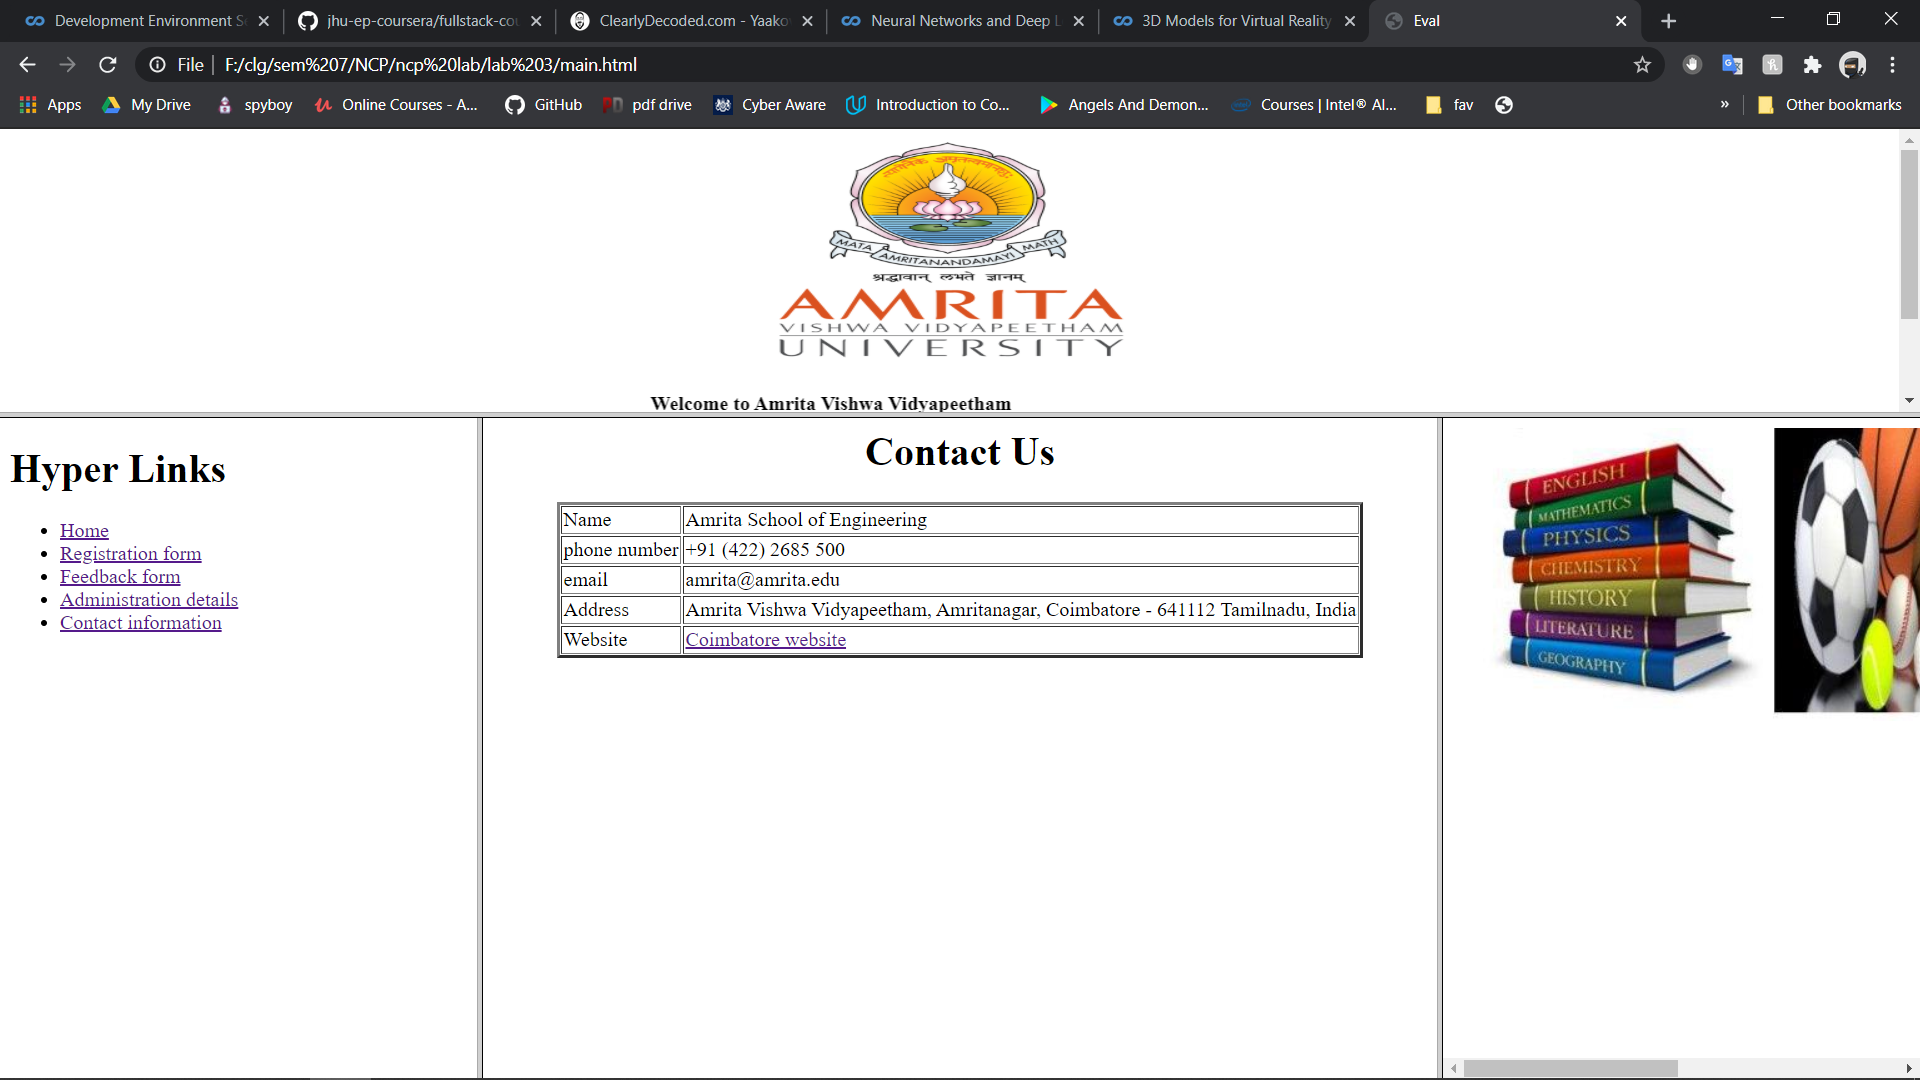 Development Environment S
jhu-ep-coursera/fullstack-co
ClearlyDecoded.com - Yaako
Neural Networks and Deep L
3D Models for Virtual Reality
Eval
File
F:/clg/sem%207/NCP/ncp%20lab/lab%203/main.html
Apps
My Drive
spyboy
Online Courses - A...
GitHub
pdf drive
Cyber Aware
Introduction to Co...
Angels And Demon...
Courses | Intel® AI...
fav
»
Other bookmarks
MATA AMRITANANDAMAYI MATH
श्रद्धावान् लभते ज्ञानम्
AMRITA
VISHWA VIDYAPEETHAM
UNIVERSITY
Welcome to Amrita Vishwa Vidyapeetham
Hyper Links
Home
Registration form
Feedback form
Administration details
Contact information
Contact Us
Name Amrita School of Engineering
phone number +91 (422) 2685 500
email amrita@amrita.edu
Address Amrita Vishwa Vidyapeetham, Amritanagar, Coimbatore - 641112 Tamilnadu, India
Website Coimbatore website
ENGLISH
MATHEMATICS
PHYSICS
CHEMISTRY
HISTORY
LITERATURE
GEOGRAPHY